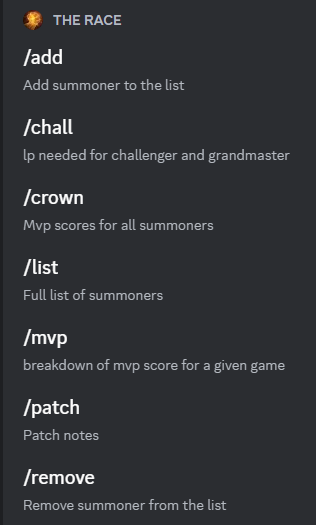 THE RACE
/add
Add summoner to the list
/chall
lp needed for challenger and grandmaster
/crown
Mvp scores for all summoners
/list
Full list of summoners
/mvp
breakdown of mvp score for a given game
/patch
Patch notes
/remove
Remove summoner from the list